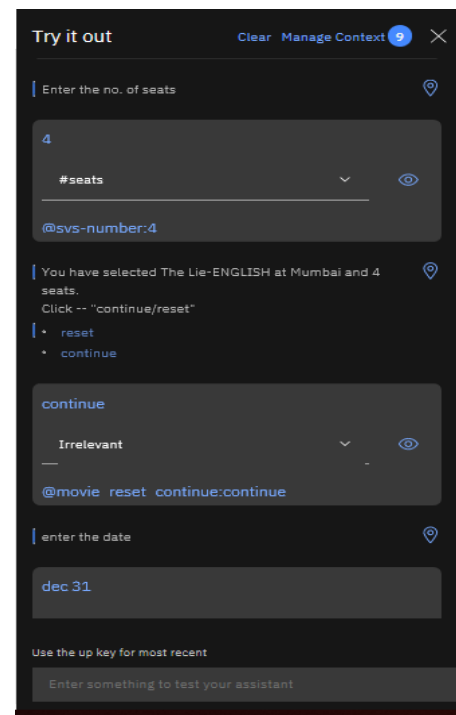 Try it out Clear Manage Context 9
Enter the no. of seats
4
#seats
@svs-number:4
You have selected The Lie-ENGLISH at Mumbai and 4
seats.
Click -- "continue/reset"
• reset
• continue
continue
Irrelevant
@movie reset continue:continue
enter the date
dec 31
Use the up key for most recent
Enter something to test your assistant